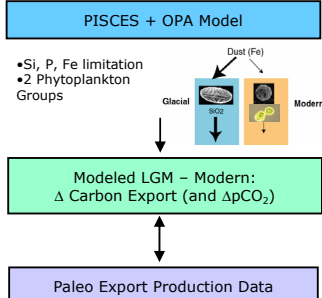 PISCES + OPA Model
•Si, P, Fe limitation
•2 Phytoplankton
Groups
Dust (Fe)
Glacial
Modern
SiO2
Modeled LGM – Modern:
Δ Carbon Export (and ΔpCO₂)
Paleo Export Production Data